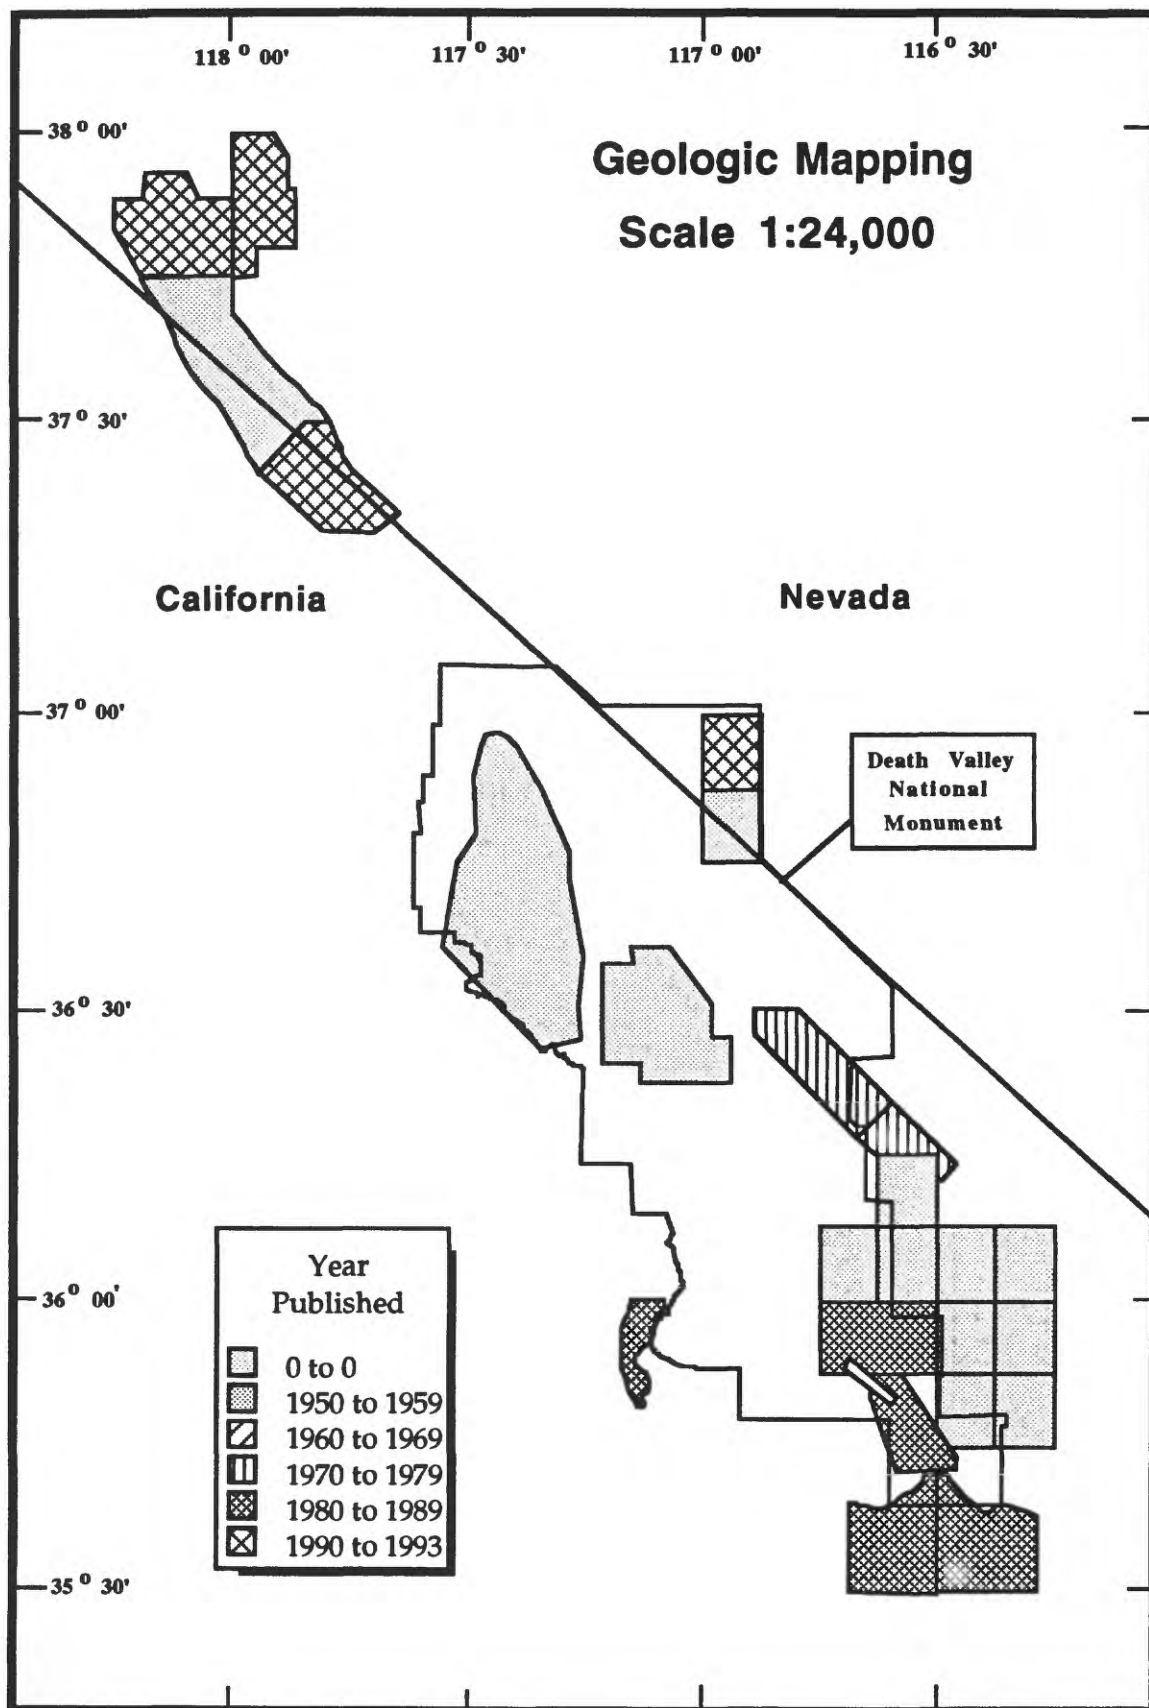 118 ° 00'
117 ° 30'
117 ° 00'
116 ° 30'
38 ° 00'
Geologic Mapping
Scale 1:24,000
37 ° 30'
California
Nevada
37 ° 00'
Death Valley
National
Monument
36 ° 30'
Year
Published
36 ° 00'
0 to 0
1950 to 1959
1960 to 1969
1970 to 1979
1980 to 1989
1990 to 1993
35 ° 30'